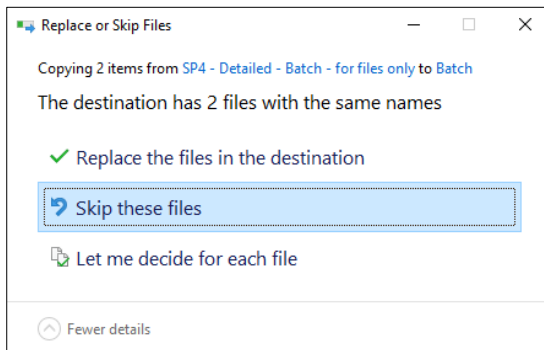 Replace or Skip Files
Copying 2 items from SP4 - Detailed - Batch - for files only to Batch
The destination has 2 files with the same names
Replace the files in the destination
Skip these files
Let me decide for each file
Fewer details